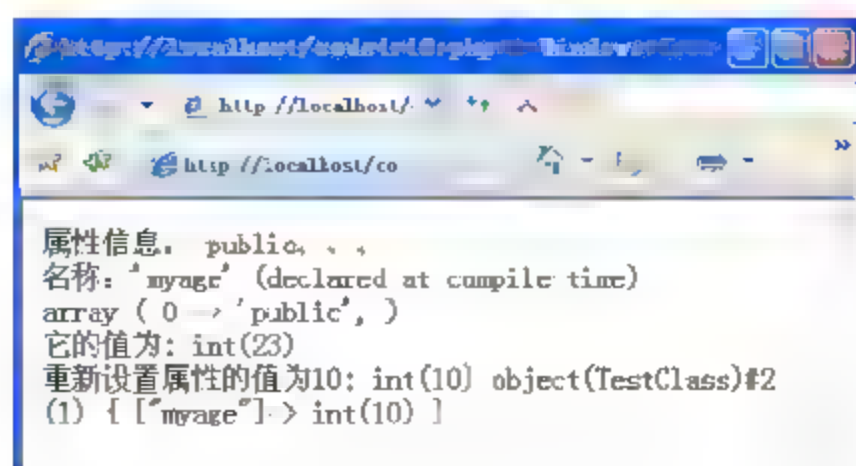 http //localhost/
http //localhost/co
属性信息. public, , ,
名称: 'myage' (declared at compile time)
array ( 0 => 'public', )
它的值为: int(23)
重新设置属性的值为10: int(10) object(TestClass)#2
(1) { ["myage"]=> int(10) }